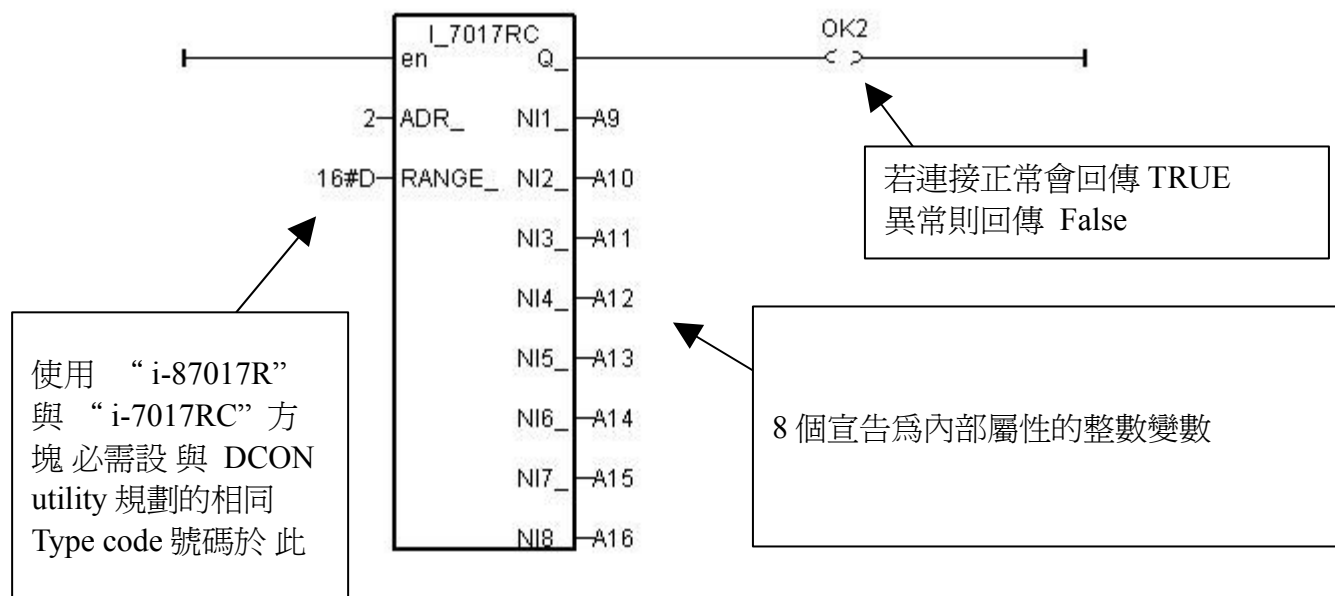 I_7017RC
OK2
en Q_
2 ADR_ NI1_ A9
16#D RANGE_ NI2_ A10
NI3_ A11
NI4_ A12
NI5_ A13
NI6_ A14
NI7_ A15
NI8_ A16
若連接正常會回傳 TRUE
異常則回傳 False
使用 “ i-87017R”
與 “ i-7017RC” 方
塊 必需設 與 DCON
utility 規劃的相同
Type code 號碼於 此
8 個宣告爲內部屬性的整數變數